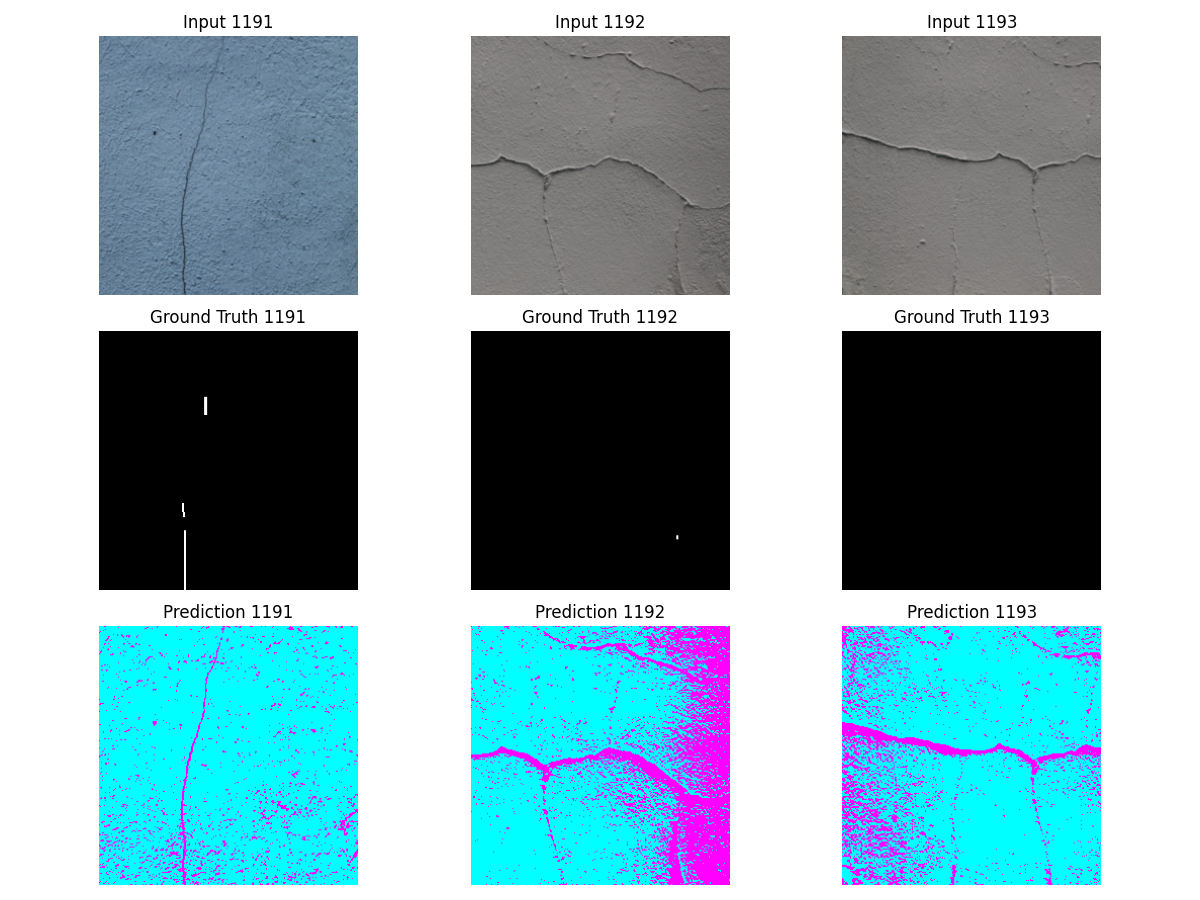 Input 1191
Input 1192
Input 1193
Ground Truth 1191
Ground Truth 1192
Ground Truth 1193
Prediction 1191
Prediction 1192
Prediction 1193